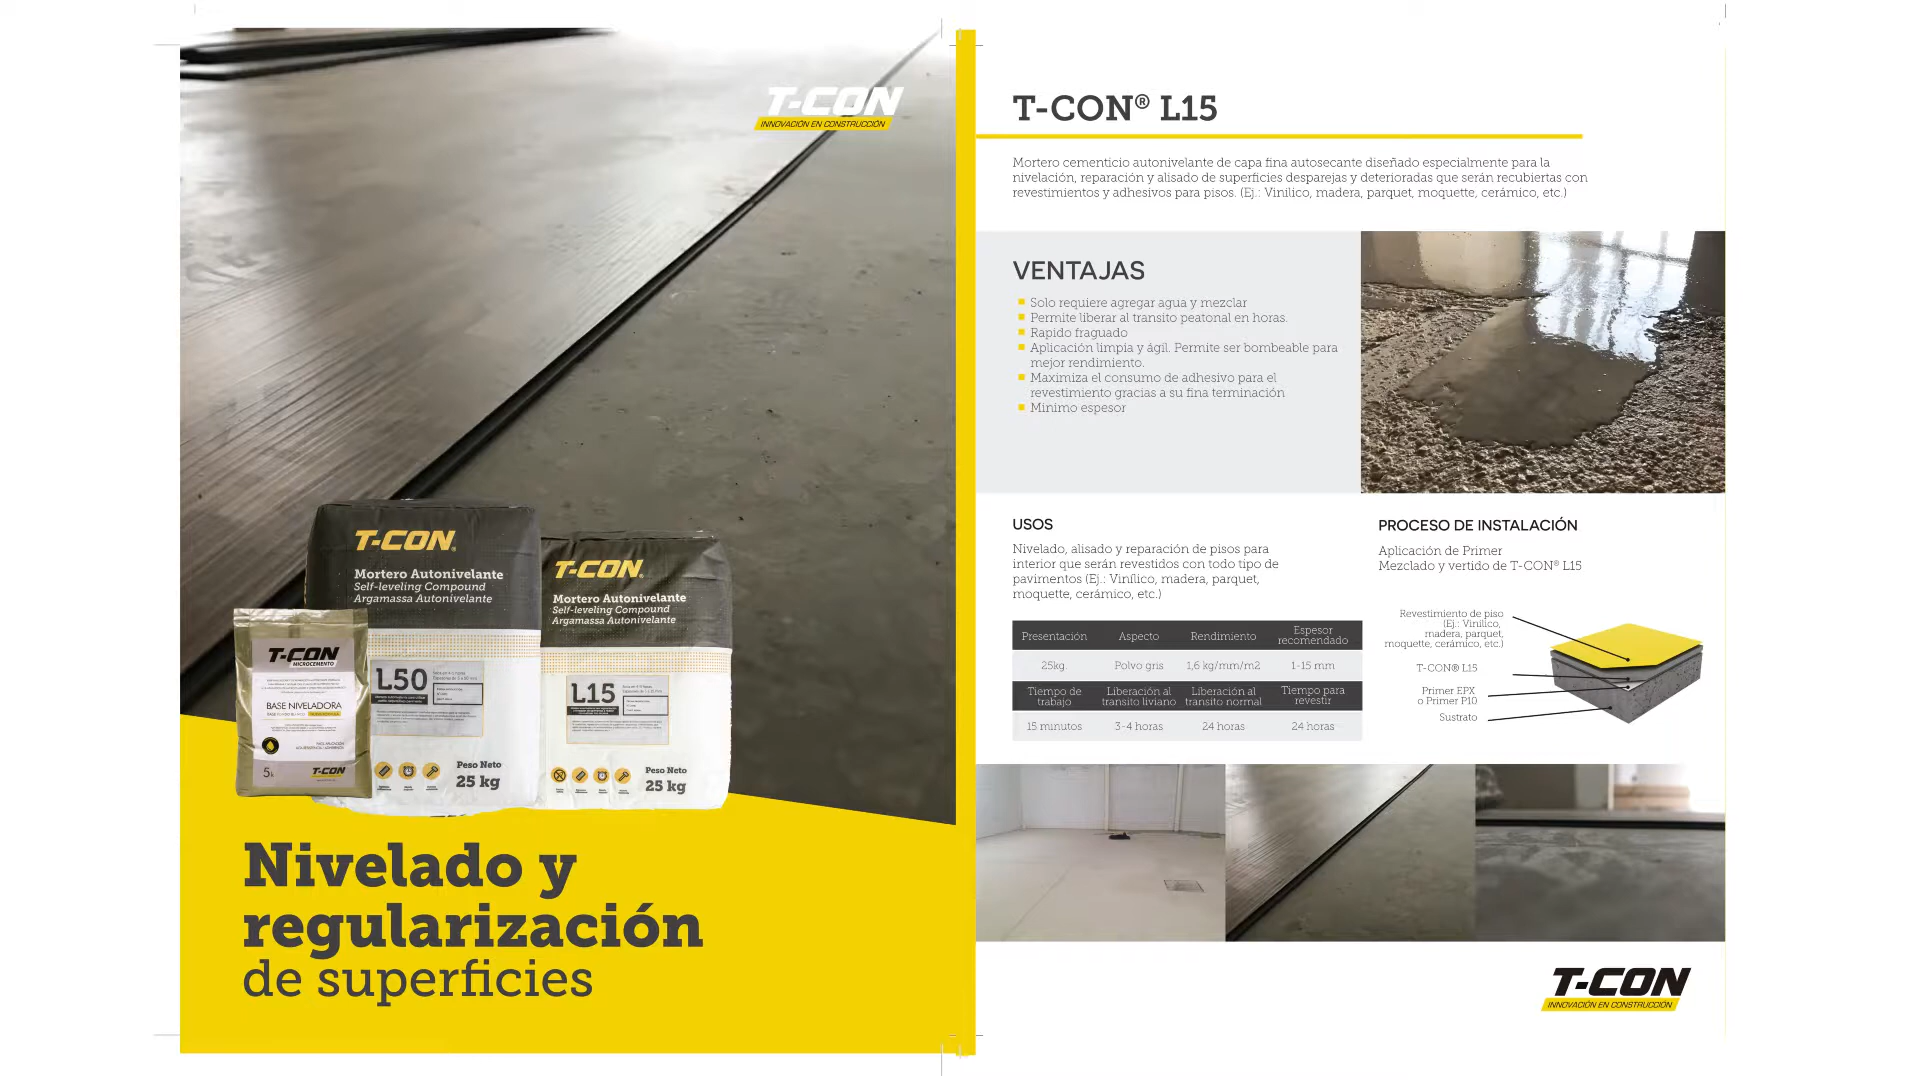 T-CON
INNOVACIÓN EN CONSTRUCCIÓN
T-CON®
Mortero Autonivelante
Self-leveling Compound
Argamassa Autonivelante
L50
Peso Neto
25 kg
T-CON®
Mortero Autonivelante
Self-leveling Compound
Argamassa Autonivelante
L15
Peso Neto
25 kg
T-CON
MICROCEMENTO
BASE NIVELADORA
5k
T-CON
Nivelado y
regularización
de superficies
T-CON® L15
Mortero cementicio autonivelante de capa fina autosecante diseñado especialmente para la
nivelación, reparación y alisado de superficies desparejas y deterioradas que serán recubiertas con
revestimientos y adhesivos para pisos. (Ej.: Vinilico, madera, parquet, moquette, cerámico, etc.)
VENTAJAS
Solo requiere agregar agua y mezclar
Permite liberar al transito peatonal en horas.
Rapido fraguado
Aplicación limpia y ágil. Permite ser bombeable para
mejor rendimiento.
Maximiza el consumo de adhesivo para el
revestimiento gracias a su fina terminación
Minimo espesor
USOS
Nivelado, alisado y reparación de pisos para
interior que serán revestidos con todo tipo de
pavimentos (Ej.: Vinílico, madera, parquet,
moquette, cerámico, etc.)
Presentación Aspecto Rendimiento Espesor recomendado
25kg. Polvo gris 1,6 kg/mm/m2 1-15 mm
Tiempo de trabajo Liberación al transito liviano Liberación al transito normal Tiempo para revestir
15 minutos 3-4 horas 24 horas 24 horas
PROCESO DE INSTALACIÓN
Aplicación de Primer
Mezclado y vertido de T-CON® L15
Revestimiento de piso
(Ej.: Vinilico,
madera, parquet,
moquette, cerámico, etc.)
T-CON® L15
Primer EPX
o Primer P10
Sustrato
T-CON
INNOVACIÓN EN CONSTRUCCIÓN